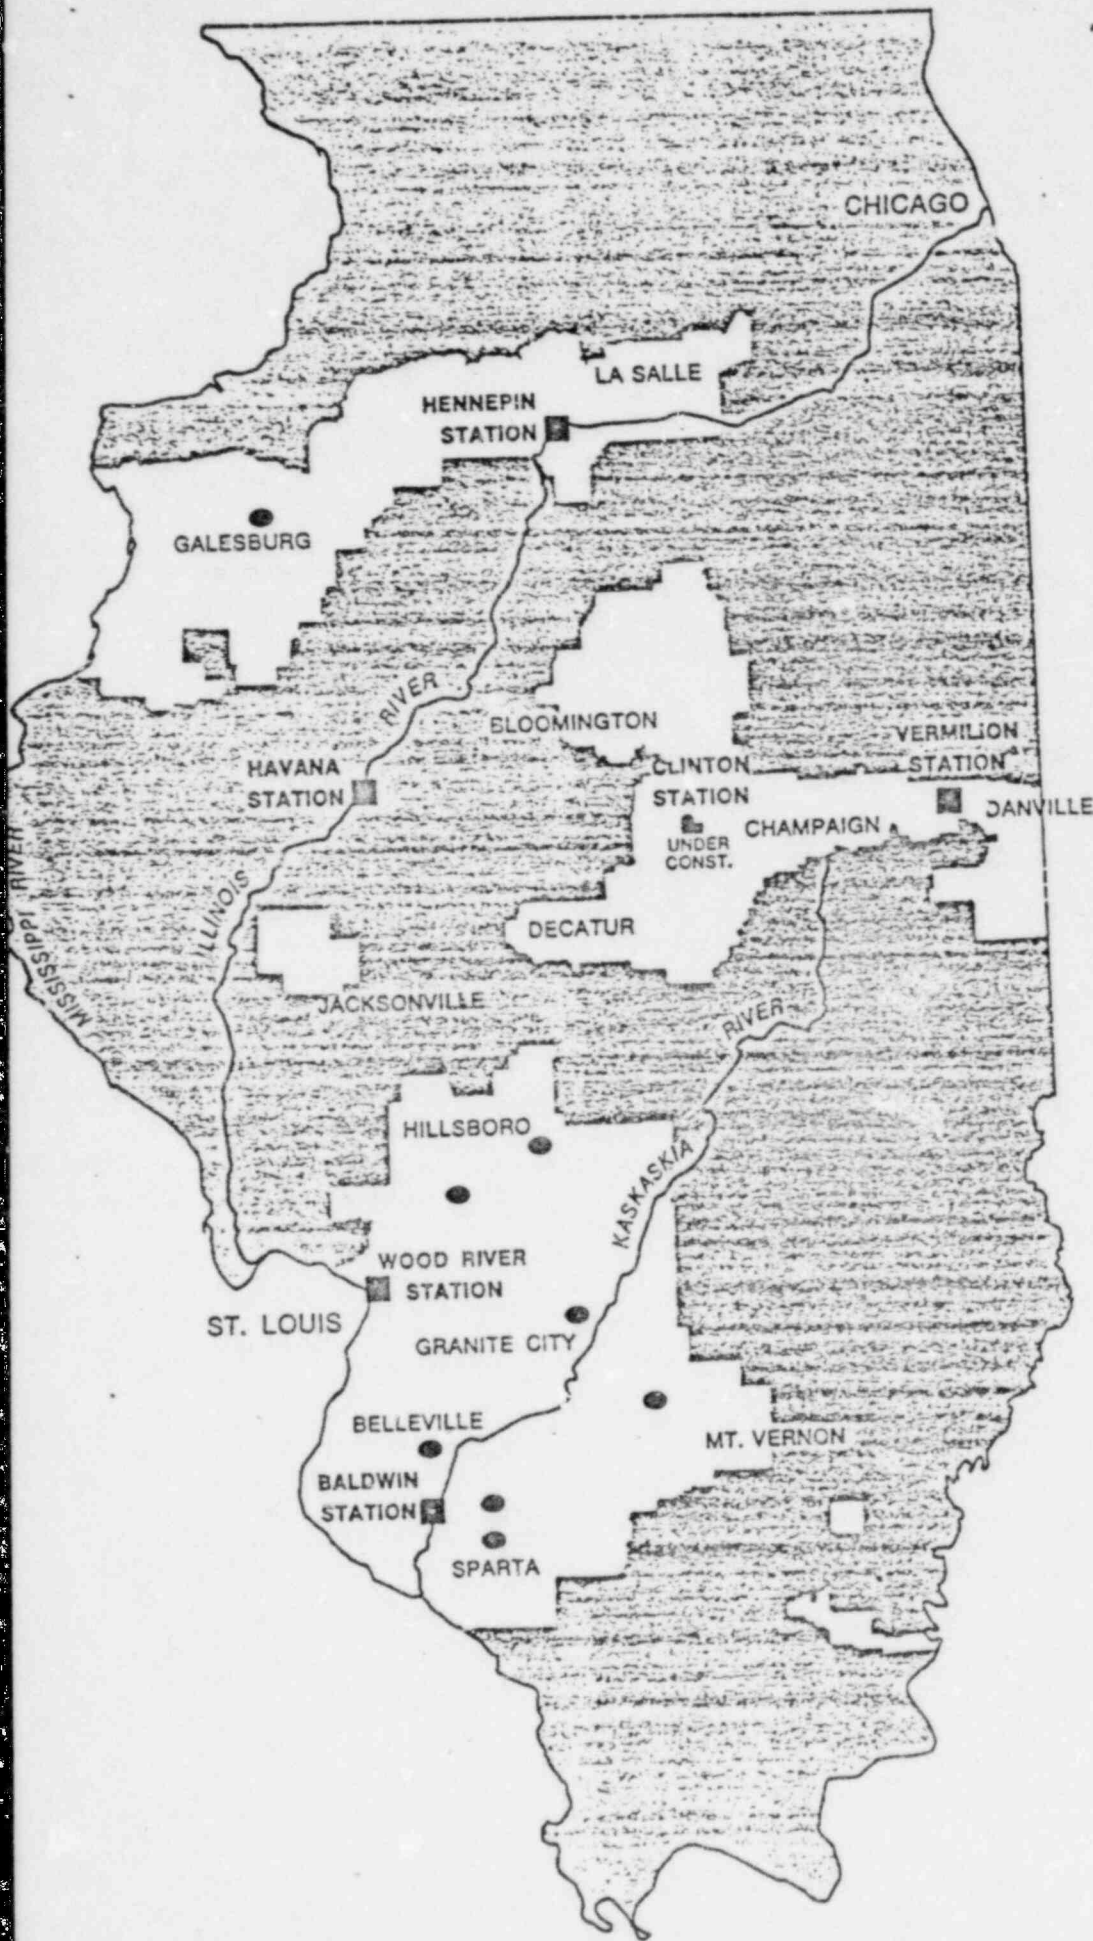 CHICAGO
LA SALLE
HENNEPIN
STATION
GALESBURG
RIVER
BLOOMINGTON
VERMILION
STATION
CLINTON
STATION
HAVANA
STATION
DANVILLE
CHAMPAIGN
UNDER
CONST.
MISSISSIPPI RIVER
ILLINOIS
DECATUR
JACKSONVILLE
RIVER
HILLSBORO
KASKASKIA
WOOD RIVER
STATION
ST. LOUIS
GRANITE CITY
BELLEVILLE
MT. VERNON
BALDWIN
STATION
SPARTA